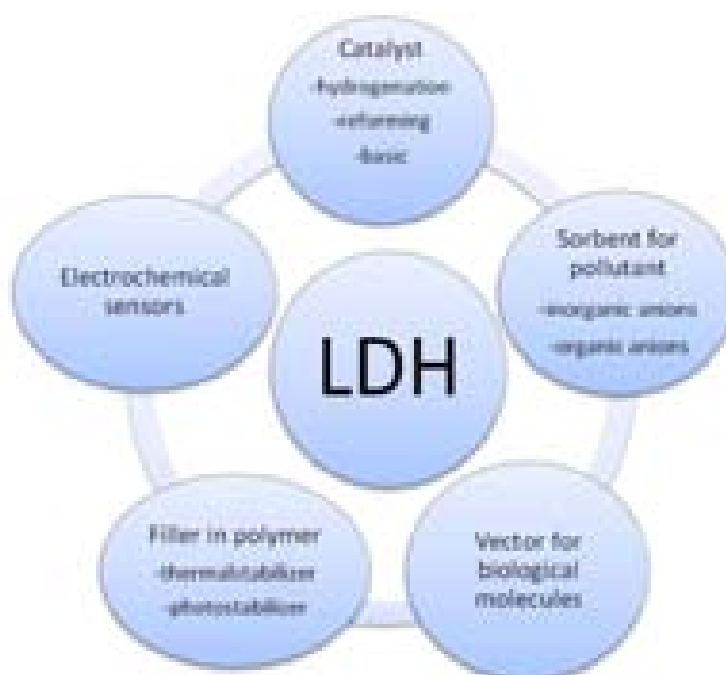 Catalyst
-hydrogenation
-reforming
-basic
Sorbent for
pollutant
-inorganic anions
-organic anions
Electrochemical
sensors
LDH
Filler in polymer
-thermalstabilizer
-photostabilizer
Vector for
biological
molecules